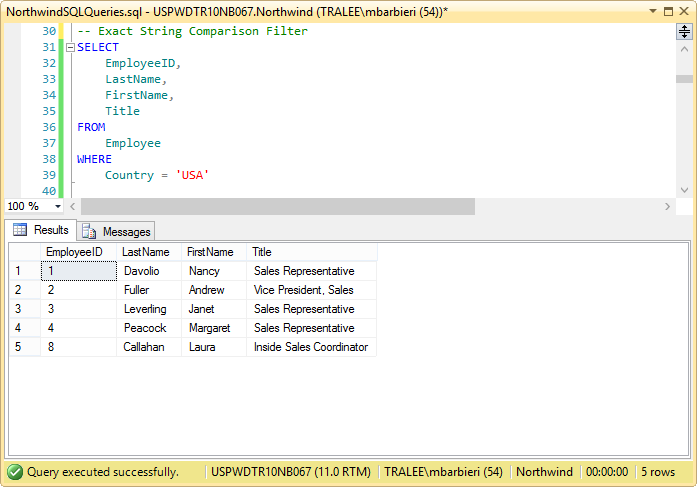 NorthwindSQLQueries.sql - USPWDTR10NB067.Northwind (TRALEE\mbarbieri (54))*
30 -- Exact String Comparison Filter
31 SELECT
32 EmployeeID,
33 LastName,
34 FirstName,
35 Title
36 FROM
37 Employee
38 WHERE
39 Country = 'USA'
40
100 %
Results Messages
EmployeeID LastName FirstName Title
1 1 Davolio Nancy Sales Representative
2 2 Fuller Andrew Vice President, Sales
3 3 Leverling Janet Sales Representative
4 4 Peacock Margaret Sales Representative
5 8 Callahan Laura Inside Sales Coordinator
Query executed successfully. USPWDTR10NB067 (11.0 RTM) TRALEE\mbarbieri (54) Northwind 00:00:00 5 rows